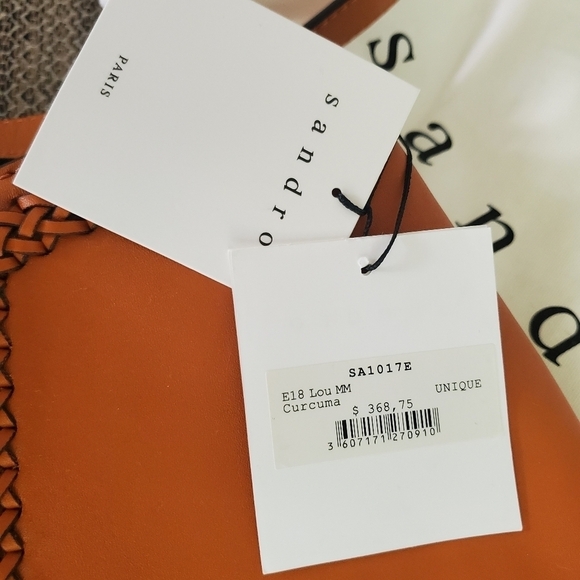 PARIS
sandro
sand
SA1017E
E18 Lou MM
UNIQUE
Curcuma
$ 368,75
3 607171 270910